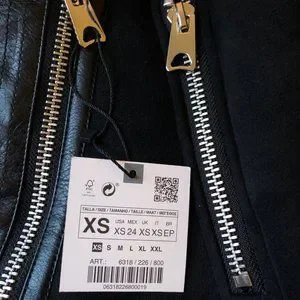 FSC
TALLA / SIZE / TAMANHO / TAILLE / MAAT /
XS
USA MEX UK IT BR
XS 24 XS XS EP
XS S M L XL XXL
ART.: 6318 / 226 / 800
06318226800019